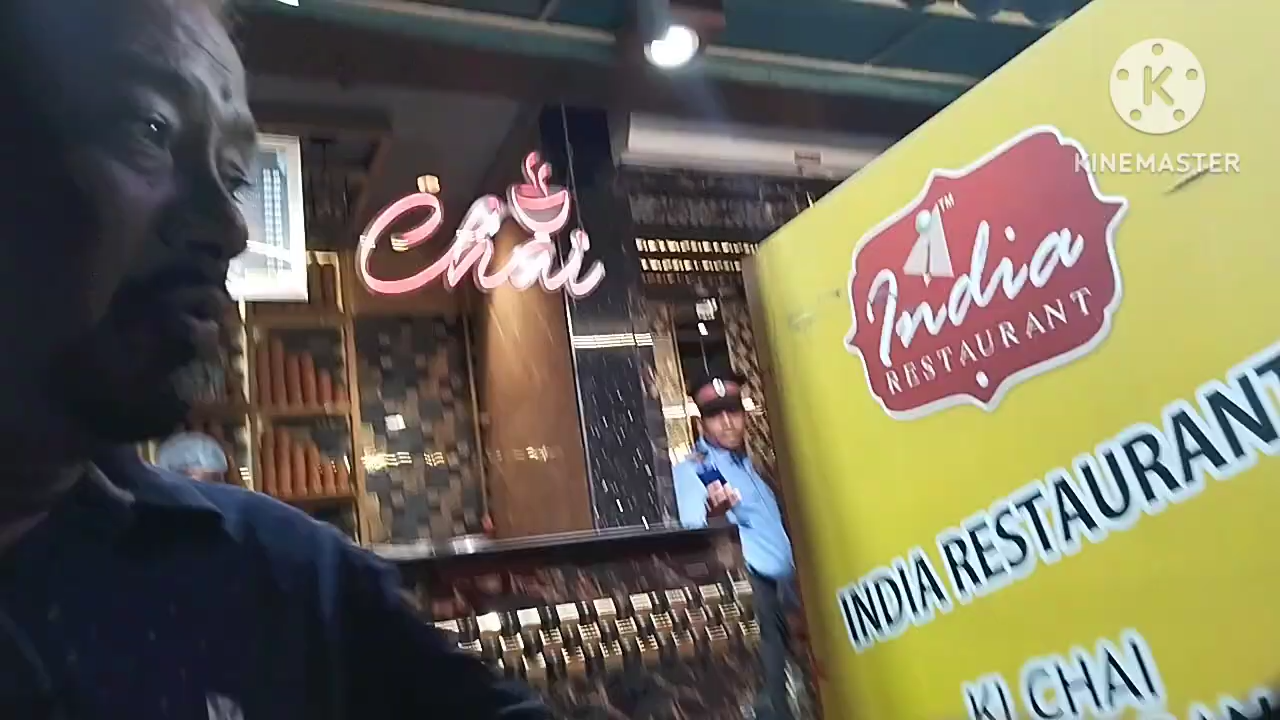 KINEMASTER
Chai
India
TM
RESTAURANT
INDIA RESTAURANT
KI CHAI